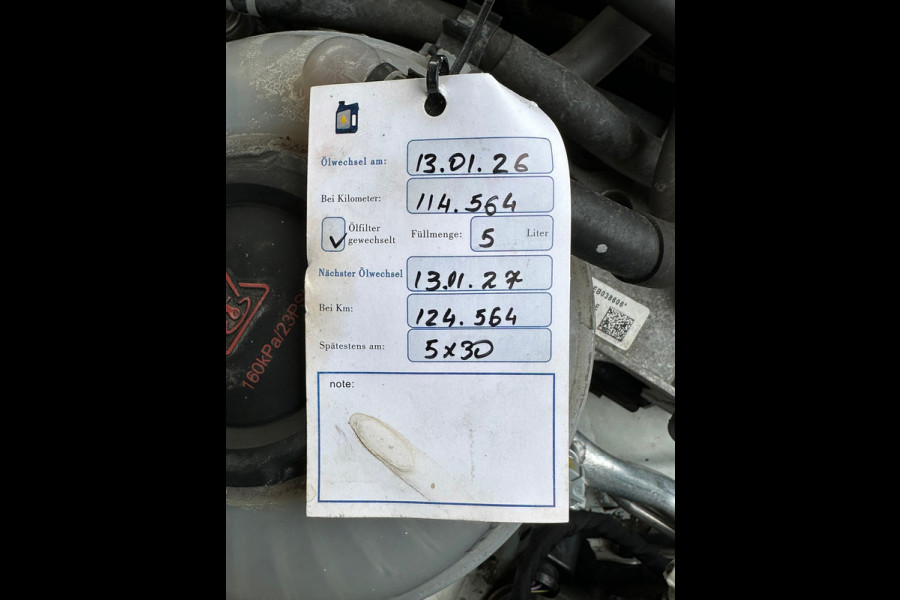 Ölwechsel am: 13.01.26
Bei Kilometer: 114.564
Ölfilter gewechselt ✓ Füllmenge: 5 Liter
Nächster Ölwechsel 13.01.27
Bei Km: 124.564
Spätestens am: 5x30
note:
160kPa/23PS